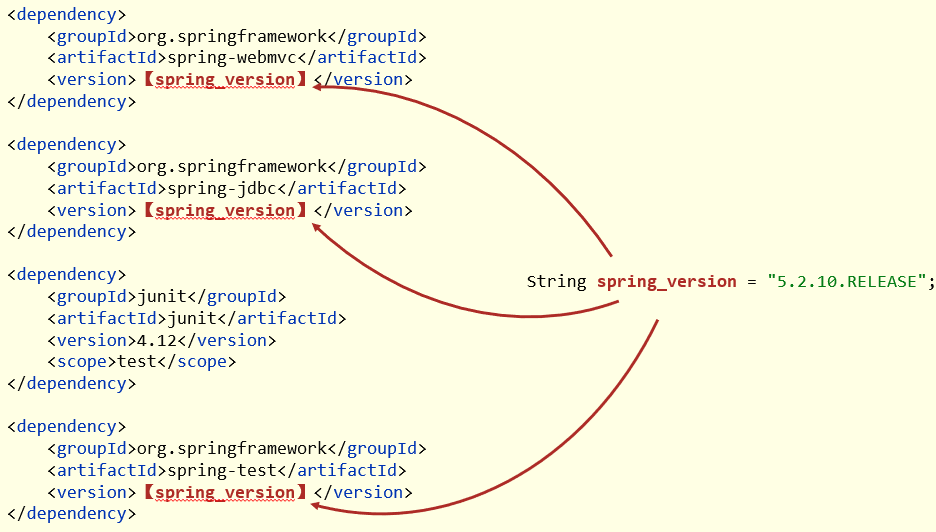 <dependency>
    <groupId>org.springframework</groupId>
    <artifactId>spring-webmvc</artifactId>
    <version>【spring_version】</version>
</dependency>

<dependency>
    <groupId>org.springframework</groupId>
    <artifactId>spring-jdbc</artifactId>
    <version>【spring_version】</version>
</dependency>

<dependency>
    <groupId>junit</groupId>
    <artifactId>junit</artifactId>
    <version>4.12</version>
    <scope>test</scope>
</dependency>

<dependency>
    <groupId>org.springframework</groupId>
    <artifactId>spring-test</artifactId>
    <version>【spring_version】</version>
</dependency>

String spring_version = "5.2.10.RELEASE";